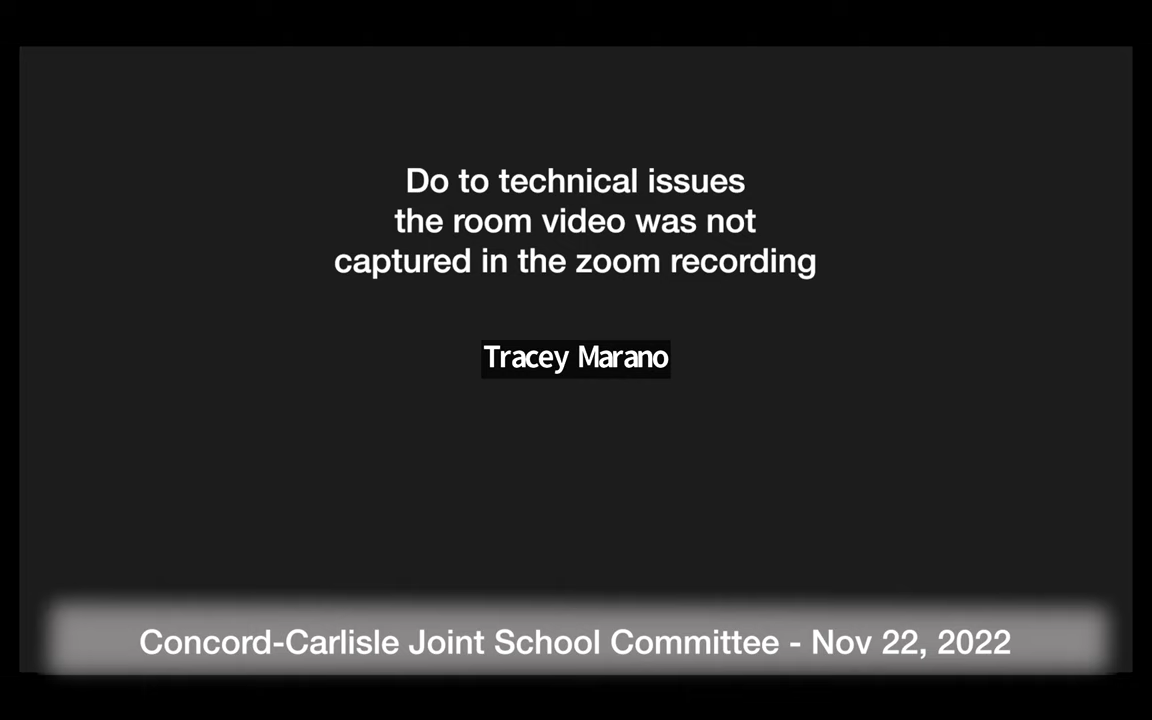 Do to technical issues
the room video was not
captured in the zoom recording
Tracey Marano
Concord-Carlisle Joint School Committee - Nov 22, 2022